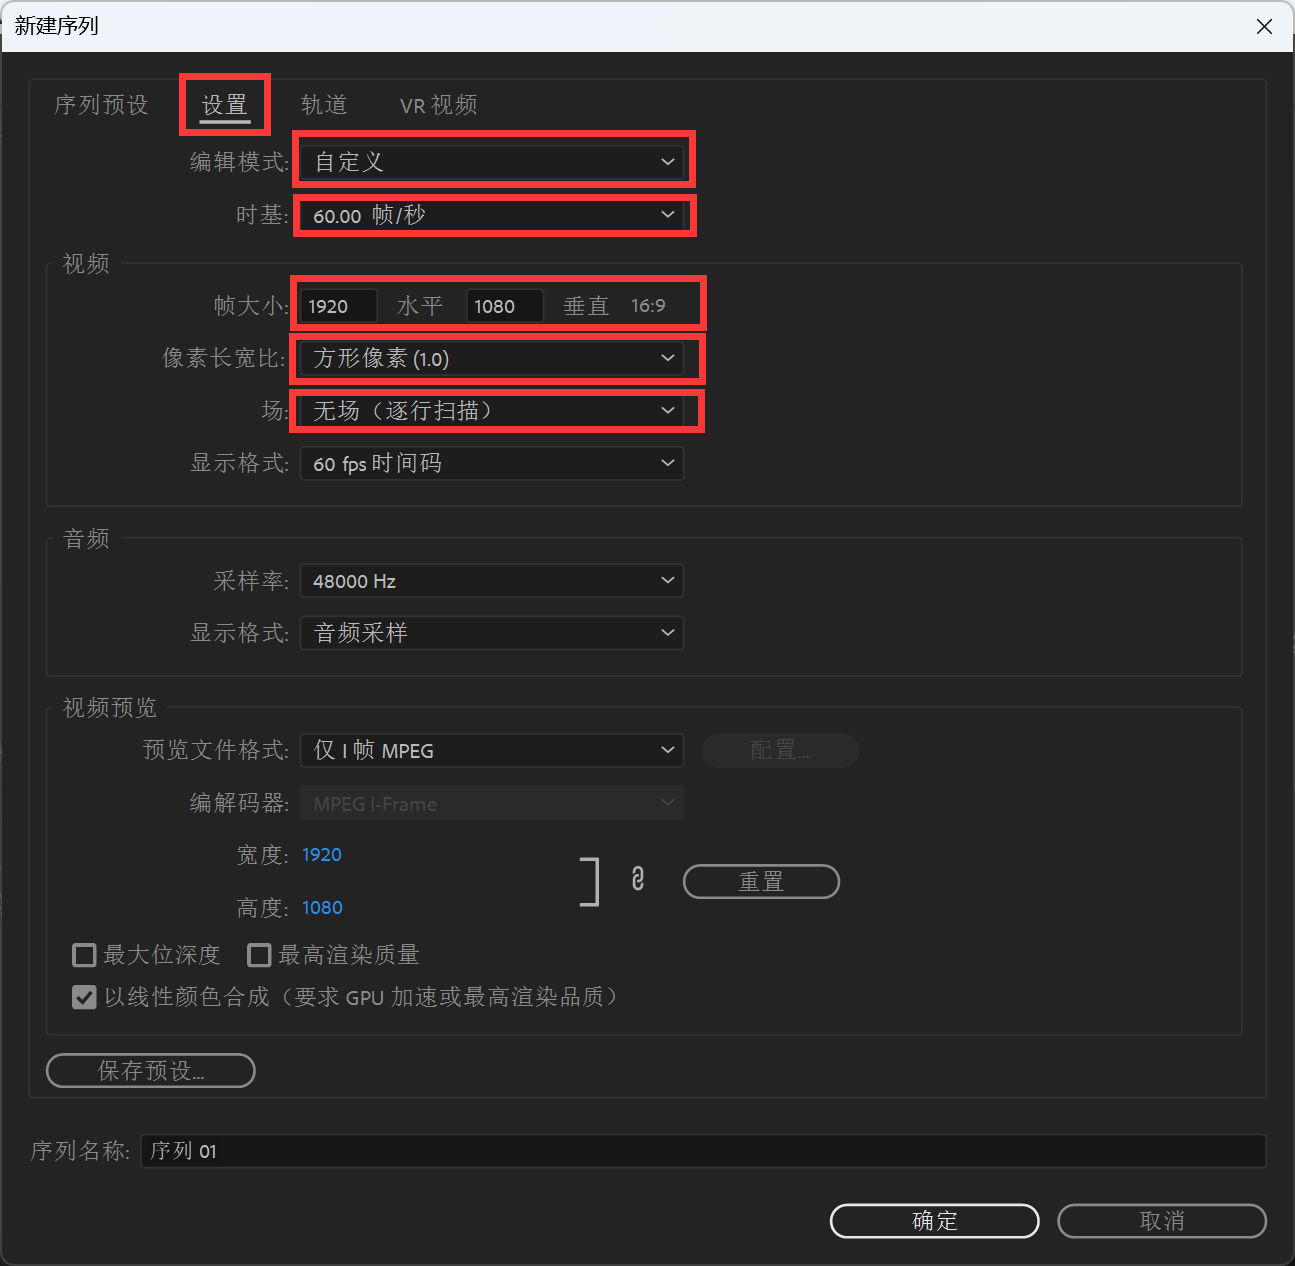 新建序列
序列预设 设置 轨道 VR 视频
编辑模式: 自定义
时基: 60.00 帧/秒
视频
帧大小: 1920 水平 1080 垂直 16:9
像素长宽比: 方形像素 (1.0)
场: 无场（逐行扫描）
显示格式: 60 fps 时间码
音频
采样率: 48000 Hz
显示格式: 音频采样
视频预览
预览文件格式: 仅 I 帧 MPEG 配置...
编解码器: MPEG I-Frame
宽度: 1920
重置
高度: 1080
最大位深度 最高渲染质量
以线性颜色合成（要求 GPU 加速或最高渲染品质）
保存预设...
序列名称: 序列 01
确定 取消